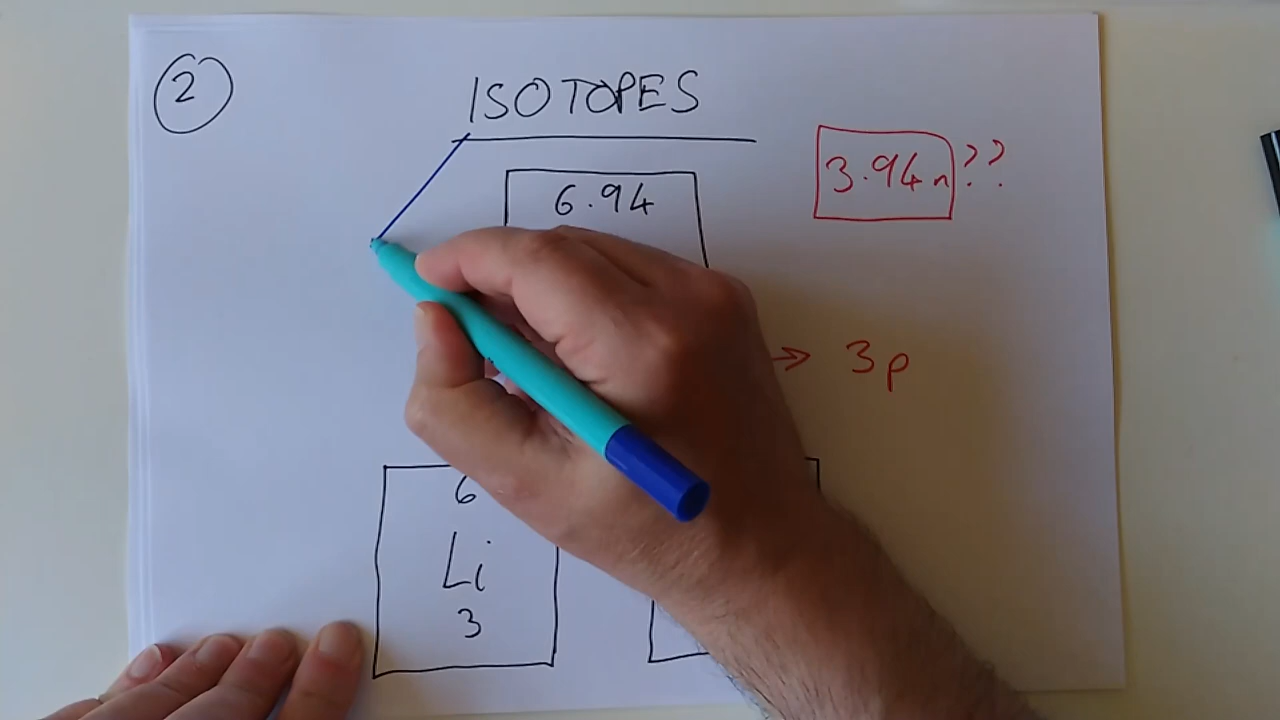 2
ISOTOPES
6.94
3.94n??
→ 3p
6
Li
3